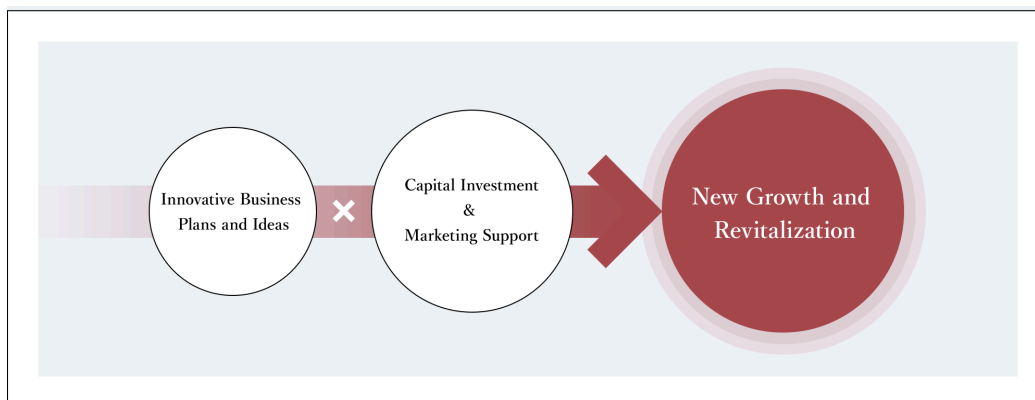 Innovative Business
Plans and Ideas
×
Capital Investment
&
Marketing Support
New Growth and
Revitalization